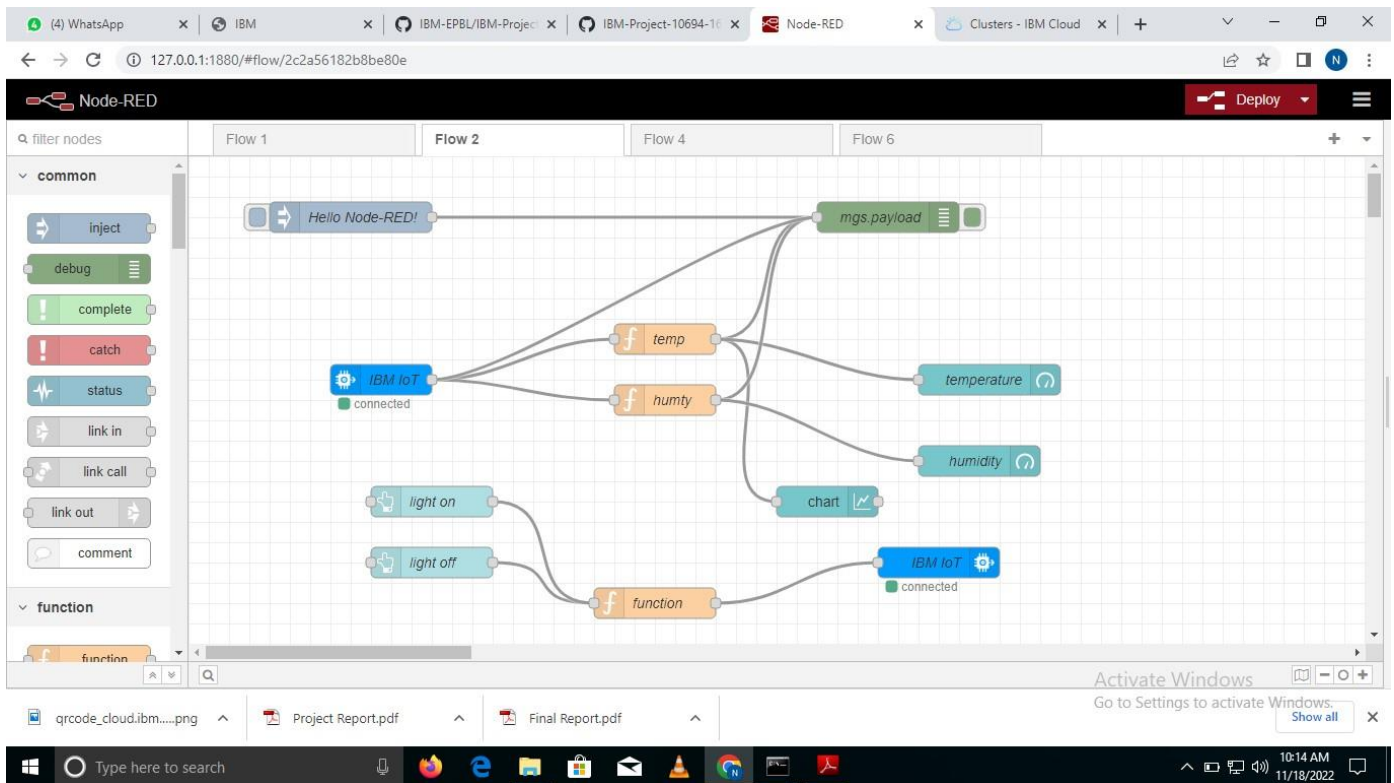 (4) WhatsApp
IBM
IBM-EPBL/IBM-Project
IBM-Project-10694-16
Node-RED
Clusters - IBM Cloud
127.0.0.1:1880/#flow/2c2a56182b8be80e
N
Node-RED
Deploy
filter nodes
Flow 1
Flow 2
Flow 4
Flow 6
common
inject
debug
complete
catch
status
link in
link call
link out
comment
function
function
Hello Node-RED!
mgs.payload
temp
IBM IoT
connected
humty
temperature
humidity
light on
chart
light off
IBM IoT
connected
function
Activate Windows
Go to Settings to activate Windows.
qrcode_cloud.ibm.....png
Project Report.pdf
Final Report.pdf
Show all
Type here to search
10:14 AM
11/18/2022